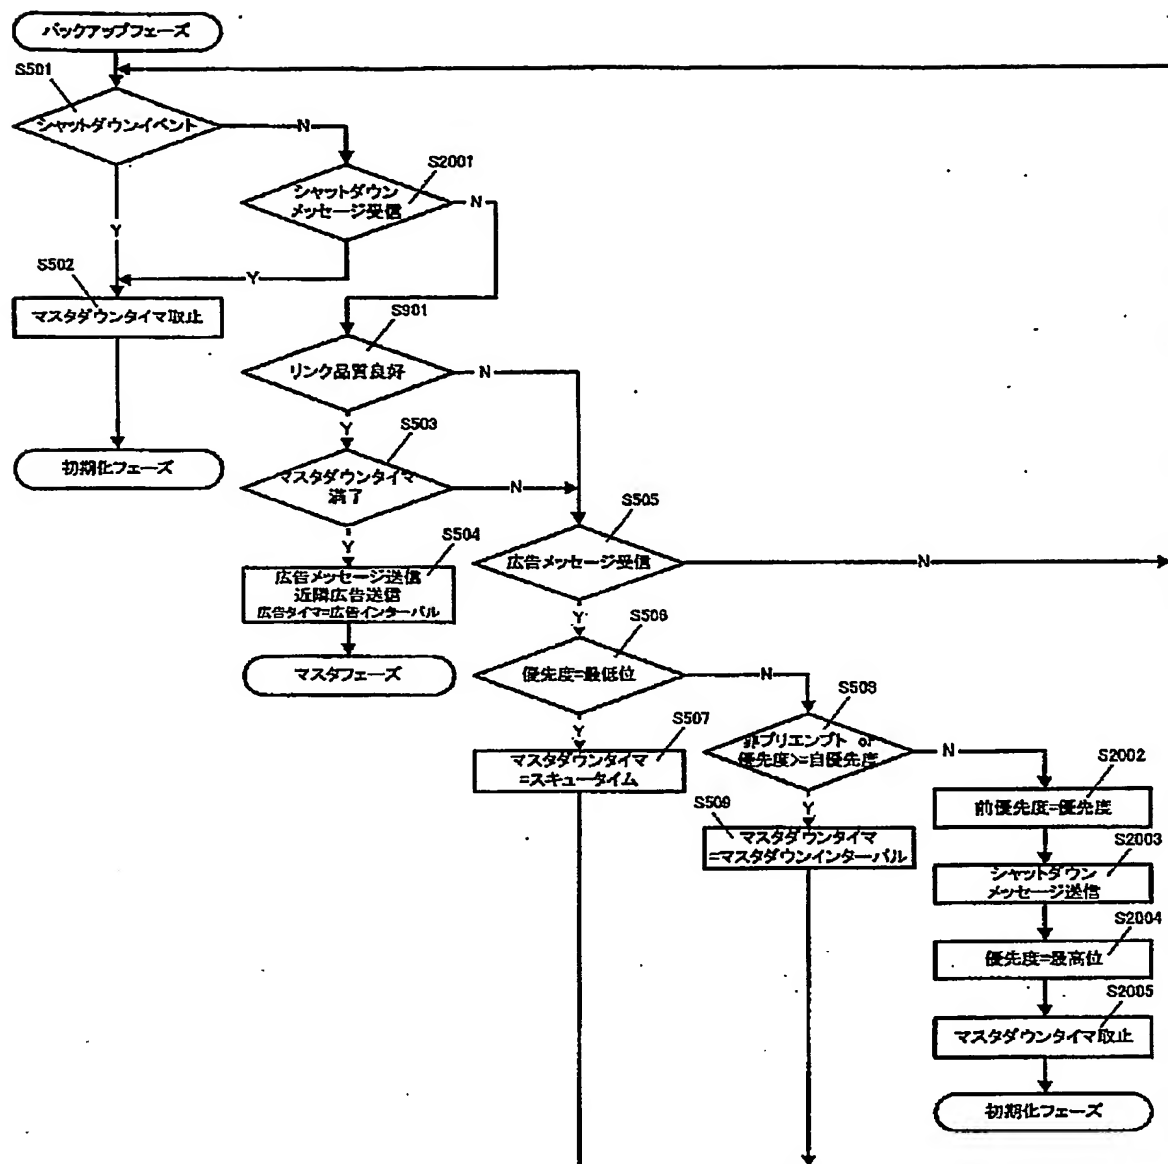 バックアップフェーズ
S501
シャットダウンイベント
N
S2001
シャットダウン
メッセージ受信
N
Y
Y
S502
マスタダウンタイマ取止
S901
リンク品質良好
N
Y
S503
初期化フェーズ
マスタダウンタイマ
満了
N
Y
S504
S505
広告メッセージ受信
N
広告メッセージ送信
近隣広告送信
広告タイマ=広告インターバル
Y
S506
マスタフェーズ
優先度=最低位
N
Y
S507
マスタダウンタイマ
=スキュータイム
S508
非プリエンプト or
優先度>=自優先度
N
Y
S2002
前優先度=優先度
S509
マスタダウンタイマ
=マスタダウンインターバル
S2003
シャットダウン
メッセージ送信
S2004
優先度=最高位
S2005
マスタダウンタイマ取止
初期化フェーズ